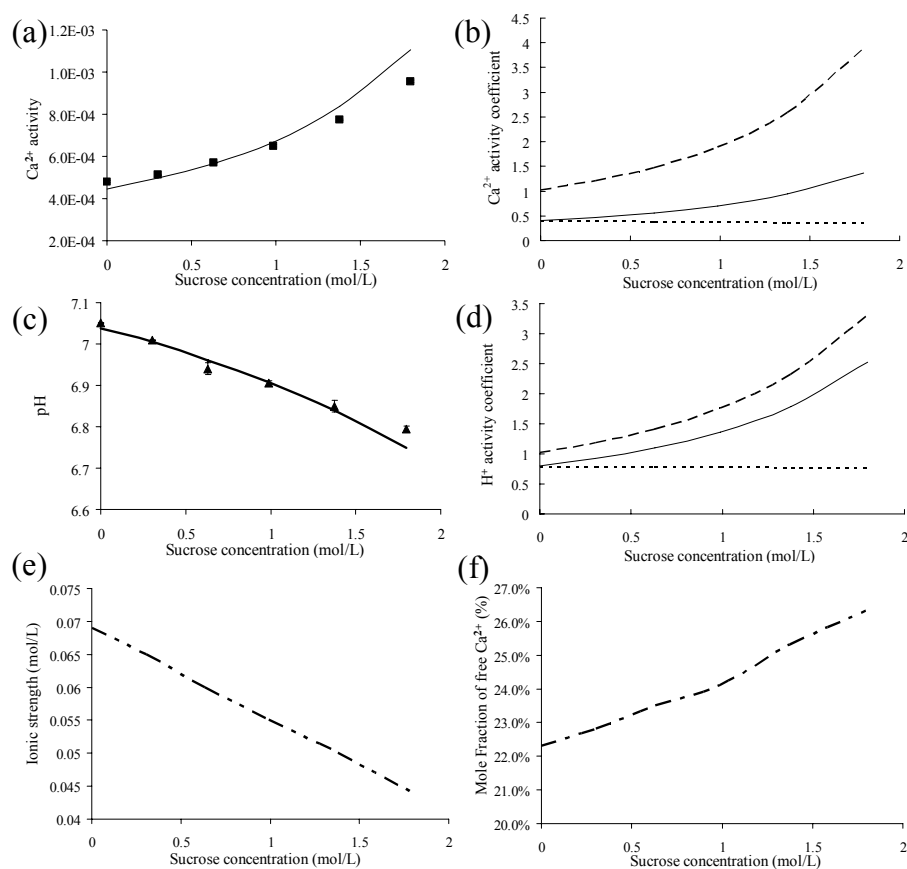 (a)
Ca²⁺ activity
1.2E-03
1.0E-03
8.0E-04
6.0E-04
4.0E-04
2.0E-04
0 0.5 1 1.5 2
Sucrose concentration (mol/L)
(b)
Ca²⁺ activity coefficient
4.5
4
3.5
3
2.5
2
1.5
1
0.5
0
0 0.5 1 1.5 2
Sucrose concentration (mol/L)
(c)
pH
7.1
7
6.9
6.8
6.7
6.6
0 0.5 1 1.5 2
Sucrose concentration (mol/L)
(d)
H⁺ activity coefficient
3.5
3
2.5
2
1.5
1
0.5
0
0 0.5 1 1.5 2
Sucrose concentration (mol/L)
(e)
Ionic strength (mol/L)
0.075
0.07
0.065
0.06
0.055
0.05
0.045
0.04
0 0.5 1 1.5 2
Sucrose concentration (mol/L)
(f)
Mole Fraction of free Ca²⁺ (%)
27.0%
26.0%
25.0%
24.0%
23.0%
22.0%
21.0%
20.0%
0 0.5 1 1.5 2
Sucrose concentration (mol/L)